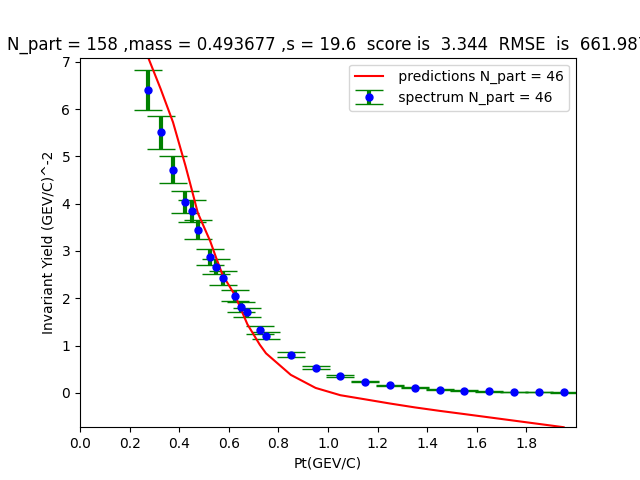 N_part = 158 ,mass = 0.493677 ,s = 19.6  score is  3.344  RMSE  is  661.987
7
6
5
4
3
2
1
0
Invariant Yield (GEV/C)^-2
predictions N_part = 46
spectrum N_part = 46
0.0 0.2 0.4 0.6 0.8 1.0 1.2 1.4 1.6 1.8
Pt(GEV/C)